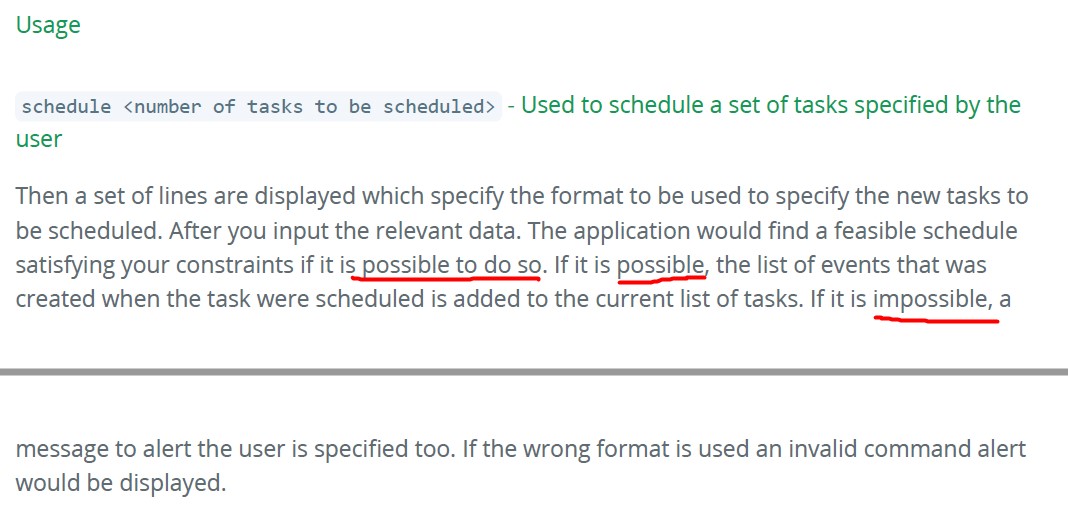 Usage
schedule <number of tasks to be scheduled> - Used to schedule a set of tasks specified by the
user
Then a set of lines are displayed which specify the format to be used to specify the new tasks to
be scheduled. After you input the relevant data. The application would find a feasible schedule
satisfying your constraints if it is possible to do so. If it is possible, the list of events that was
created when the task were scheduled is added to the current list of tasks. If it is impossible, a
message to alert the user is specified too. If the wrong format is used an invalid command alert
would be displayed.